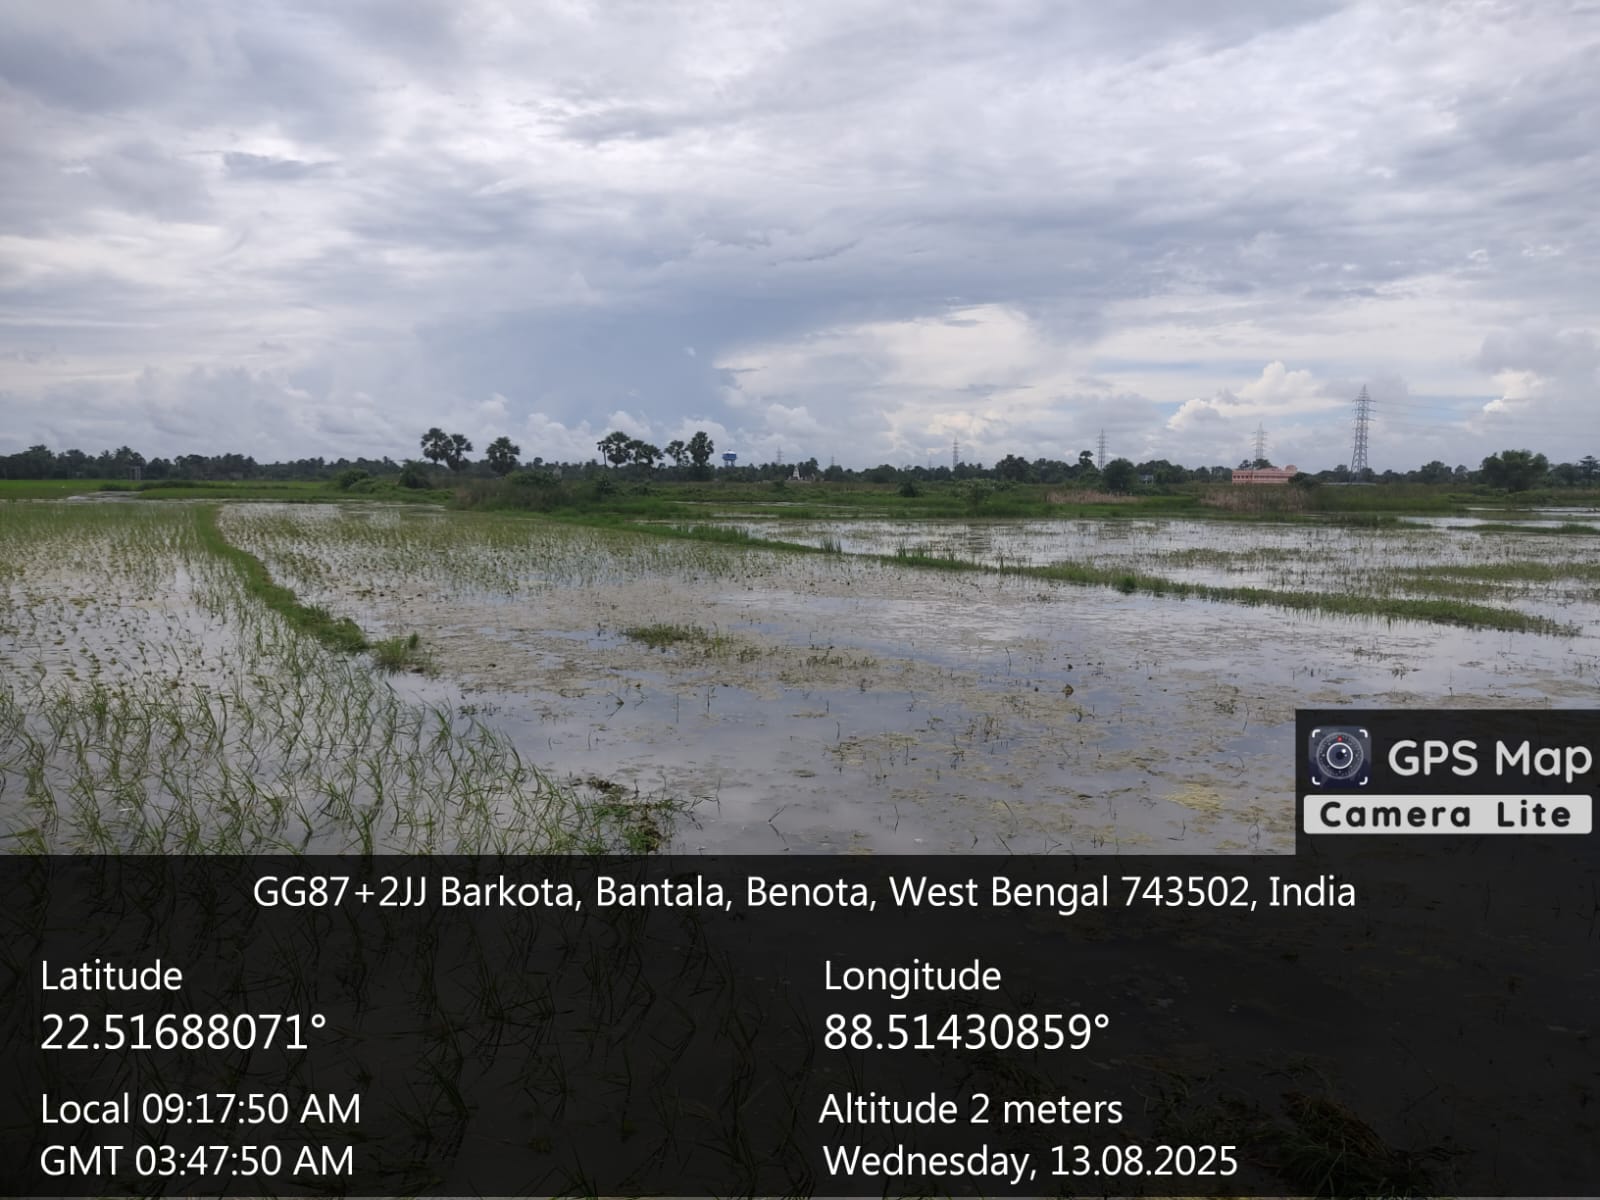 GPS Map
Camera Lite
GG87+2JJ Barkota, Bantala, Benota, West Bengal 743502, India
Latitude
22.51688071°
Longitude
88.51430859°
Local 09:17:50 AM
GMT 03:47:50 AM
Altitude 2 meters
Wednesday, 13.08.2025